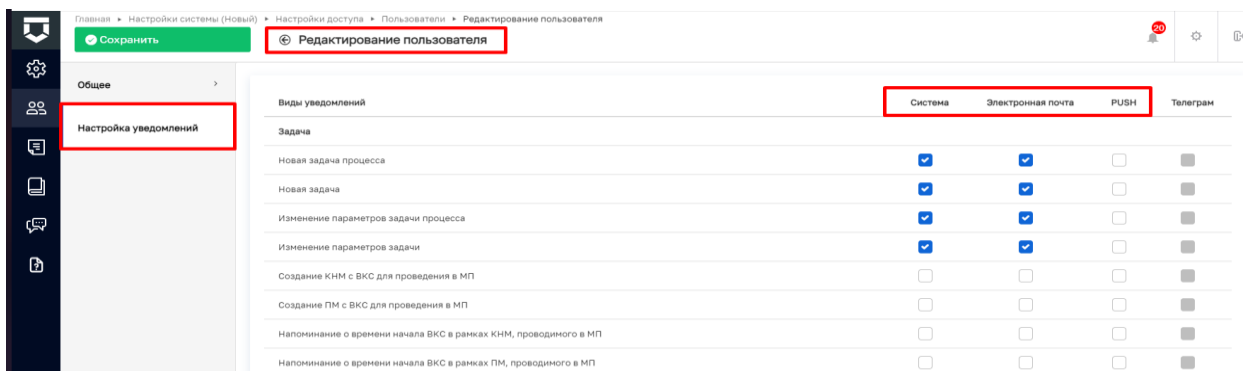 Главная ▸ Настройки системы (Новый) ▸ Настройки доступа ▸ Пользователи ▸ Редактирование пользователя
Сохранить
Редактирование пользователя
20
Общее
Настройка уведомлений
Виды уведомлений Система Электронная почта PUSH Телеграм
Задача
Новая задача процесса
Новая задача
Изменение параметров задачи процесса
Изменение параметров задачи
Создание КНМ с ВКС для проведения в МП
Создание ПМ с ВКС для проведения в МП
Напоминание о времени начала ВКС в рамках КНМ, проводимого в МП
Напоминание о времени начала ВКС в рамках ПМ, проводимого в МП